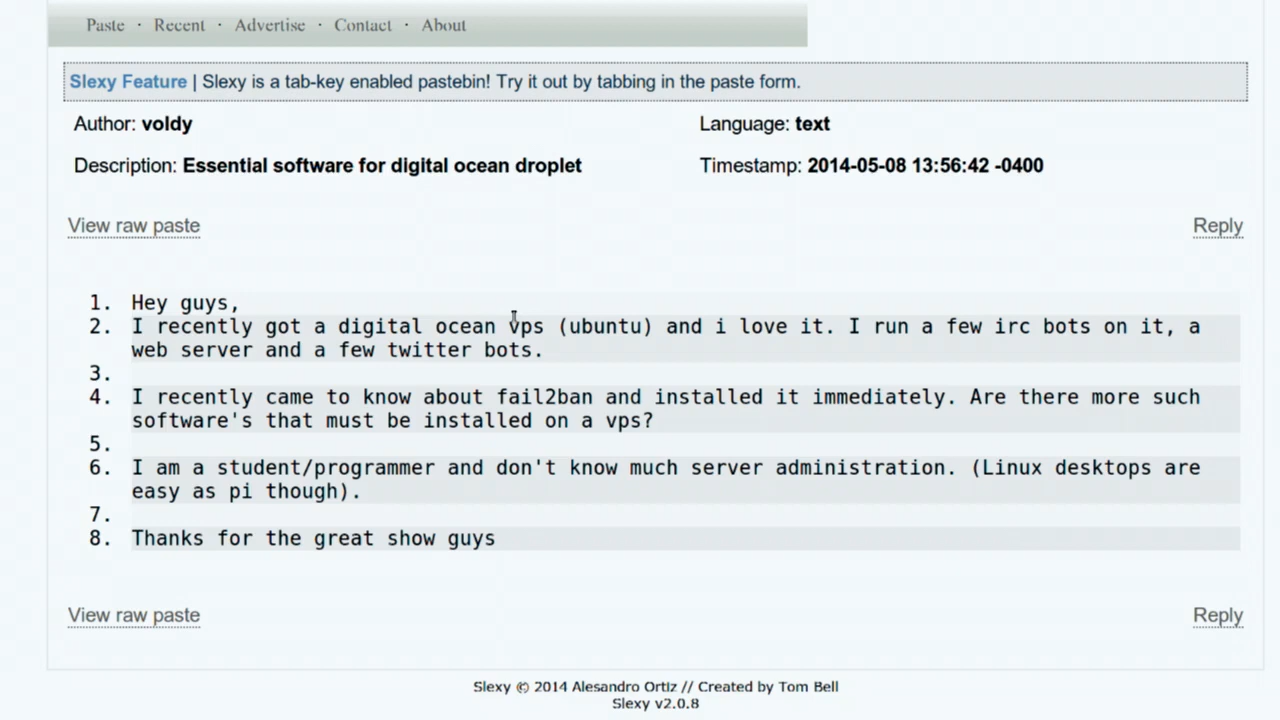 Paste · Recent · Advertise · Contact · About
Slexy Feature | Slexy is a tab-key enabled pastebin! Try it out by tabbing in the paste form.
Author: voldy
Language: text
Description: Essential software for digital ocean droplet
Timestamp: 2014-05-08 13:56:42 -0400
View raw paste
Reply
1. Hey guys,
2. I recently got a digital ocean vps (ubuntu) and i love it. I run a few irc bots on it, a
web server and a few twitter bots.
3.
4. I recently came to know about fail2ban and installed it immediately. Are there more such
software's that must be installed on a vps?
5.
6. I am a student/programmer and don't know much server administration. (Linux desktops are
easy as pi though).
7.
8. Thanks for the great show guys
View raw paste
Reply
Slexy © 2014 Alesandro Ortiz // Created by Tom Bell
Slexy v2.0.8